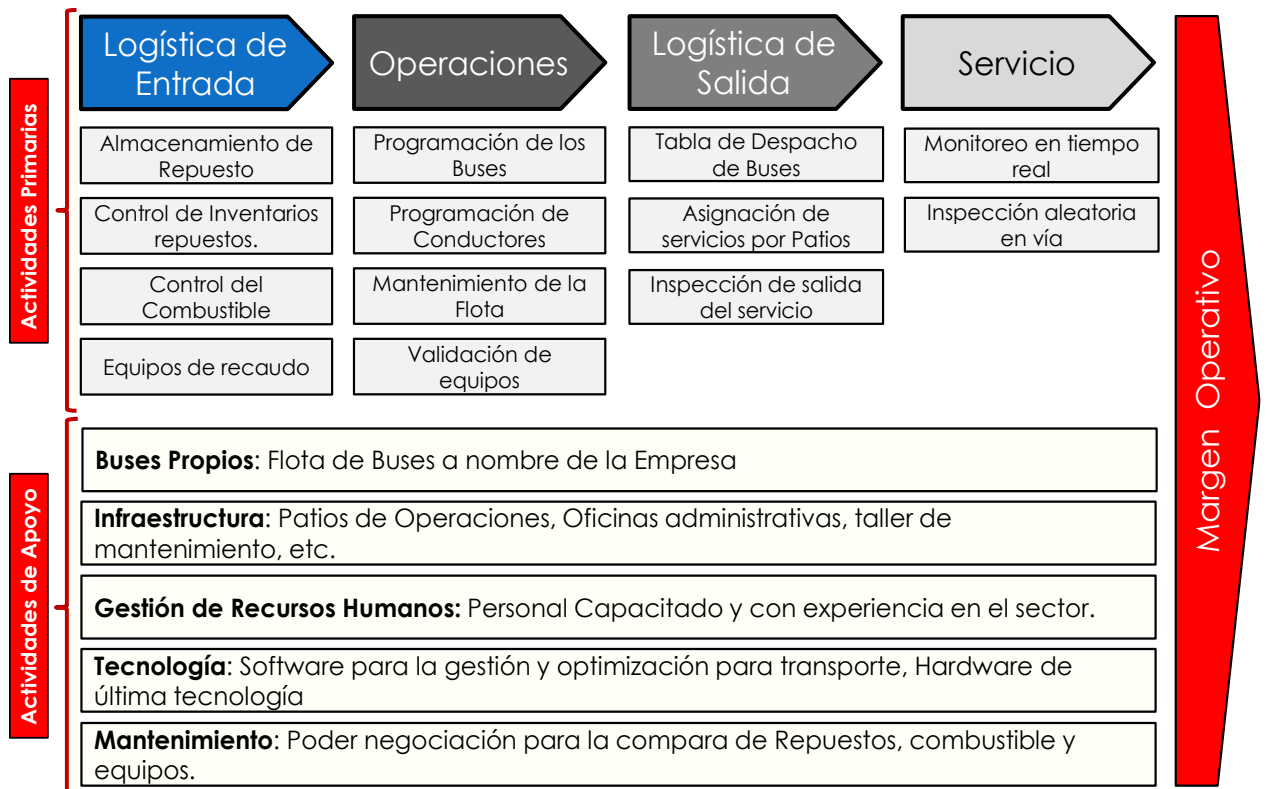 Actividades Primarias
Logística de
Entrada
Almacenamiento de
Repuesto
Control de Inventarios
repuestos.
Control del
Combustible
Equipos de recaudo
Operaciones
Programación de los
Buses
Programación de
Conductores
Mantenimiento de la
Flota
Validación de
equipos
Logística de
Salida
Tabla de Despacho
de Buses
Asignación de
servicios por Patios
Inspección de salida
del servicio
Servicio
Monitoreo en tiempo
real
Inspección aleatoria
en vía
Actividades de Apoyo
Buses Propios: Flota de Buses a nombre de la Empresa
Infraestructura: Patios de Operaciones, Oficinas administrativas, taller de
mantenimiento, etc.
Gestión de Recursos Humanos: Personal Capacitado y con experiencia en el sector.
Tecnología: Software para la gestión y optimización para transporte, Hardware de
última tecnología
Mantenimiento: Poder negociación para la compara de Repuestos, combustible y
equipos.
Margen Operativo